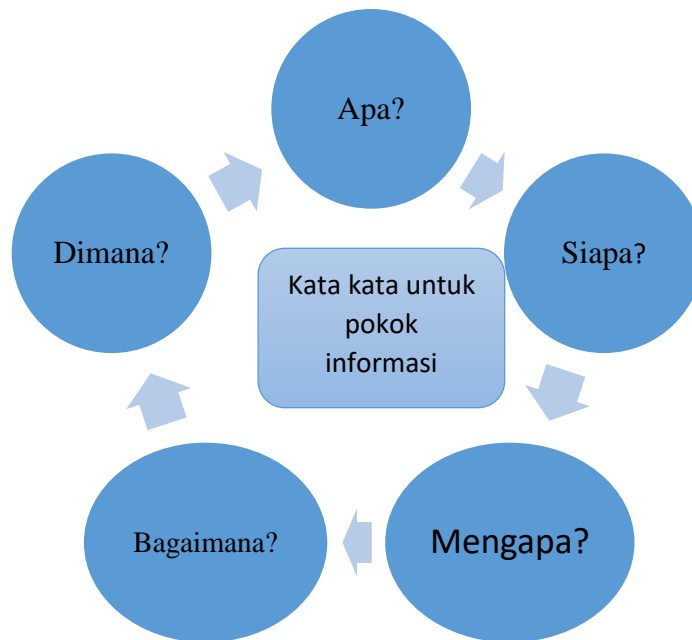 Apa?
Siapa?
Mengapa?
Bagaimana?
Dimana?
Kata kata untuk
pokok
informasi